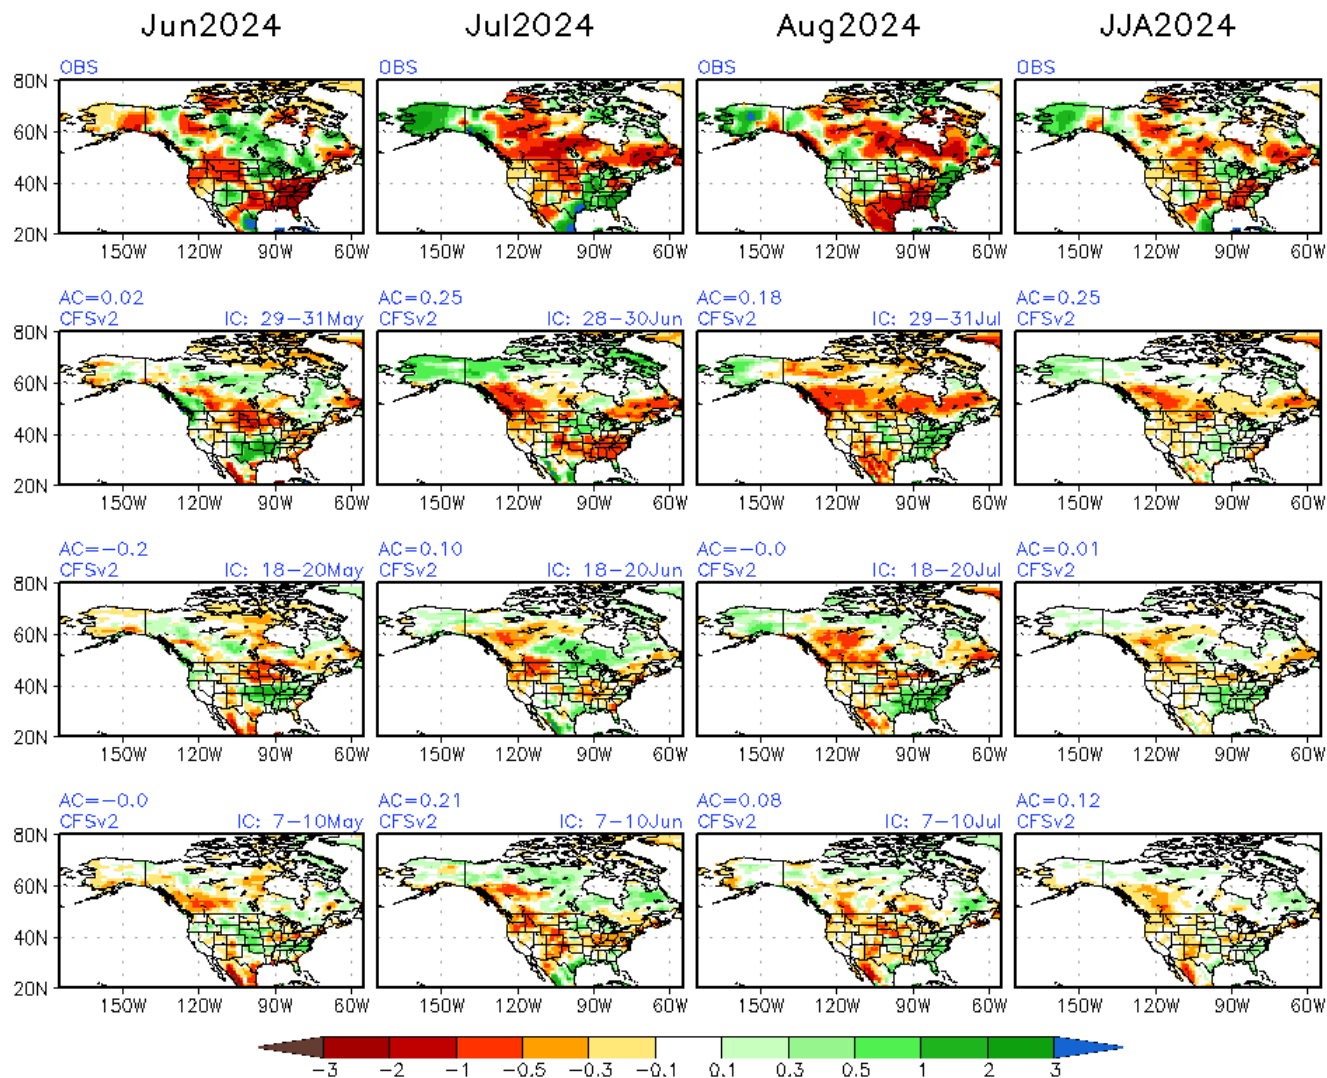 Jun2024 Jul2024 Aug2024 JJA2024
OBS OBS OBS OBS
80N
60N
40N
20N
150W 120W 90W 60W 150W 120W 90W 60W 150W 120W 90W 60W 150W 120W 90W 60W
AC=0.02 AC=0.25 AC=0.18 AC=0.25
CFSv2 IC: 29-31May CFSv2 IC: 28-30Jun CFSv2 IC: 29-31Jul CFSv2
80N
60N
40N
20N
150W 120W 90W 60W 150W 120W 90W 60W 150W 120W 90W 60W 150W 120W 90W 60W
AC=-0.2 AC=0.10 AC=-0.0 AC=0.01
CFSv2 IC: 18-20May CFSv2 IC: 18-20Jun CFSv2 IC: 18-20Jul CFSv2
80N
60N
40N
20N
150W 120W 90W 60W 150W 120W 90W 60W 150W 120W 90W 60W 150W 120W 90W 60W
AC=-0.0 AC=0.21 AC=0.08 AC=0.12
CFSv2 IC: 7-10May CFSv2 IC: 7-10Jun CFSv2 IC: 7-10Jul CFSv2
80N
60N
40N
20N
150W 120W 90W 60W 150W 120W 90W 60W 150W 120W 90W 60W 150W 120W 90W 60W
-3 -2 -1 -0.5 -0.3 -0.1 0.1 0.3 0.5 1 2 3